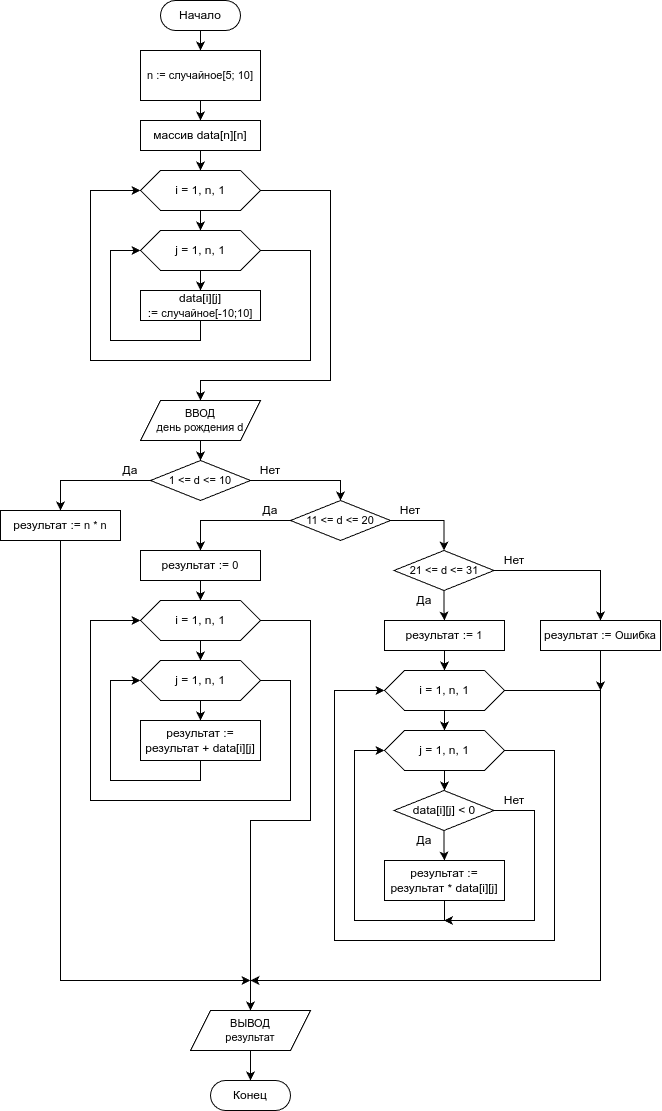 Начало
n := случайное[5; 10]
массив data[n][n]
i = 1, n, 1
j = 1, n, 1
data[i][j]
:= случайное[-10;10]
ВВОД
день рождения d
Да
1 <= d <= 10
Нет
результат := n * n
Да
11 <= d <= 20
Нет
результат := 0
21 <= d <= 31
Нет
Да
i = 1, n, 1
результат := 1
результат := Ошибка
j = 1, n, 1
i = 1, n, 1
результат :=
результат + data[i][j]
j = 1, n, 1
data[i][j] < 0
Нет
Да
результат :=
результат * data[i][j]
ВЫВОД
результат
Конец